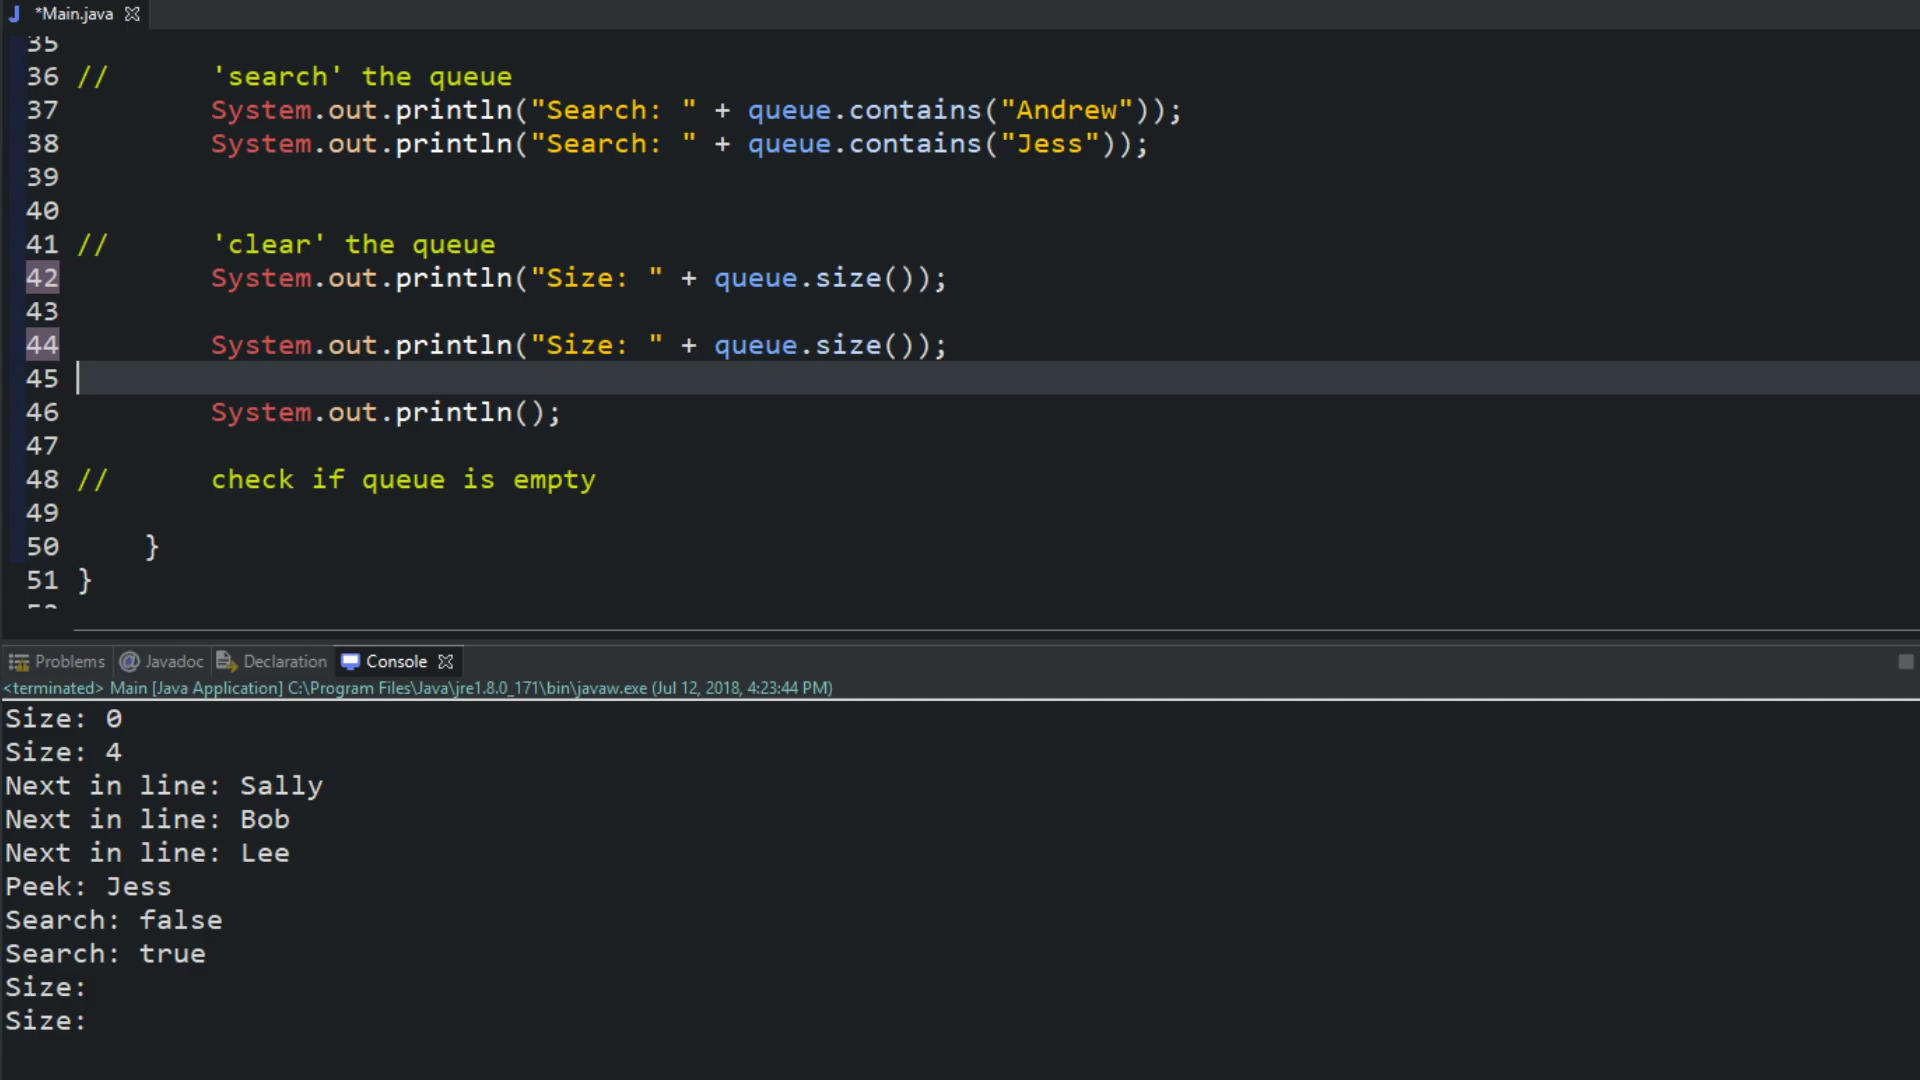 *Main.java
35
36 // 'search' the queue
37 System.out.println("Search: " + queue.contains("Andrew"));
38 System.out.println("Search: " + queue.contains("Jess"));
39
40
41 // 'clear' the queue
42 System.out.println("Size: " + queue.size());
43
44 System.out.println("Size: " + queue.size());
45
46 System.out.println();
47
48 // check if queue is empty
49
50 }
51 }
Problems Javadoc Declaration Console
<terminated> Main [Java Application] C:\Program Files\Java\jre1.8.0_171\bin\javaw.exe (Jul 12, 2018, 4:23:44 PM)
Size: 0
Size: 4
Next in line: Sally
Next in line: Bob
Next in line: Lee
Peek: Jess
Search: false
Search: true
Size:
Size: